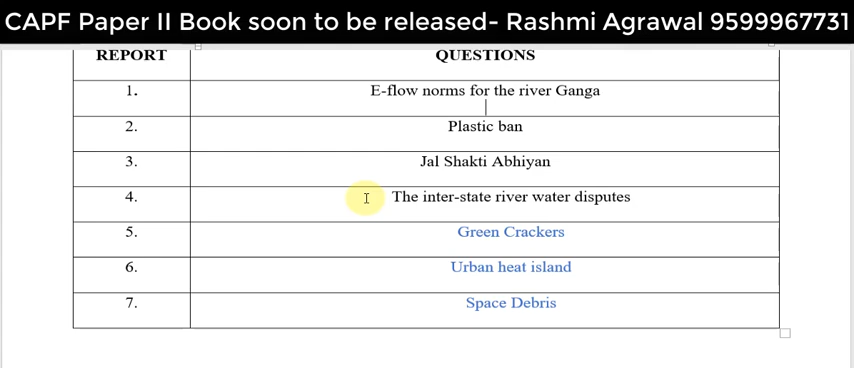 CAPF Paper II Book soon to be released- Rashmi Agrawal 9599967731
REPORT QUESTIONS
1. E-flow norms for the river Ganga
2. Plastic ban
3. Jal Shakti Abhiyan
4. The inter-state river water disputes
5. Green Crackers
6. Urban heat island
7. Space Debris